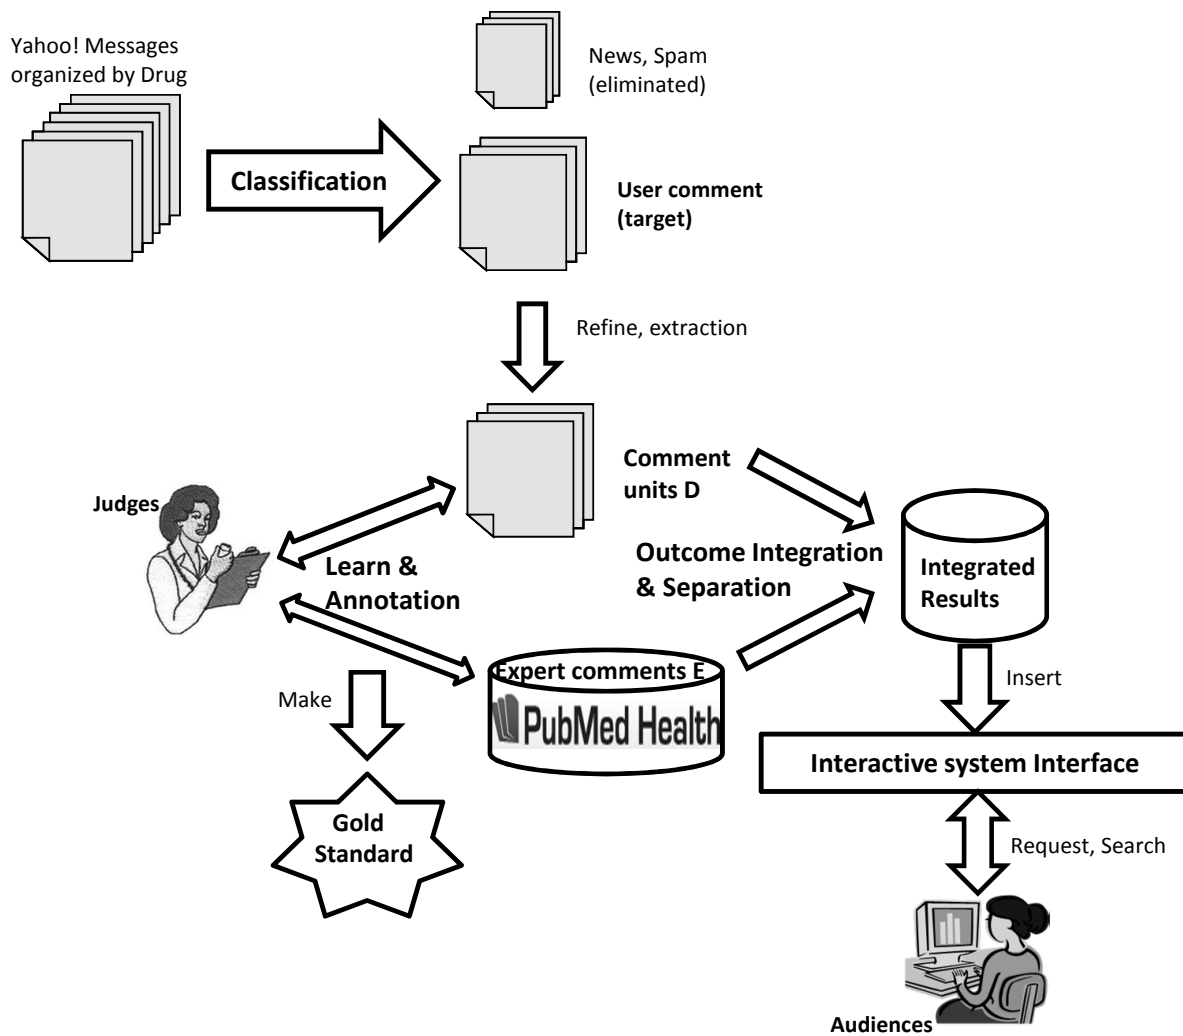 Yahoo! Messages
organized by Drug
News, Spam
(eliminated)
Classification
User comment
(target)
Refine, extraction
Comment
units D
Judges
Learn &
Annotation
Outcome Integration
& Separation
Integrated
Results
Expert comments E
PubMed Health
Make
Insert
Interactive system Interface
Gold
Standard
Request, Search
Audiences